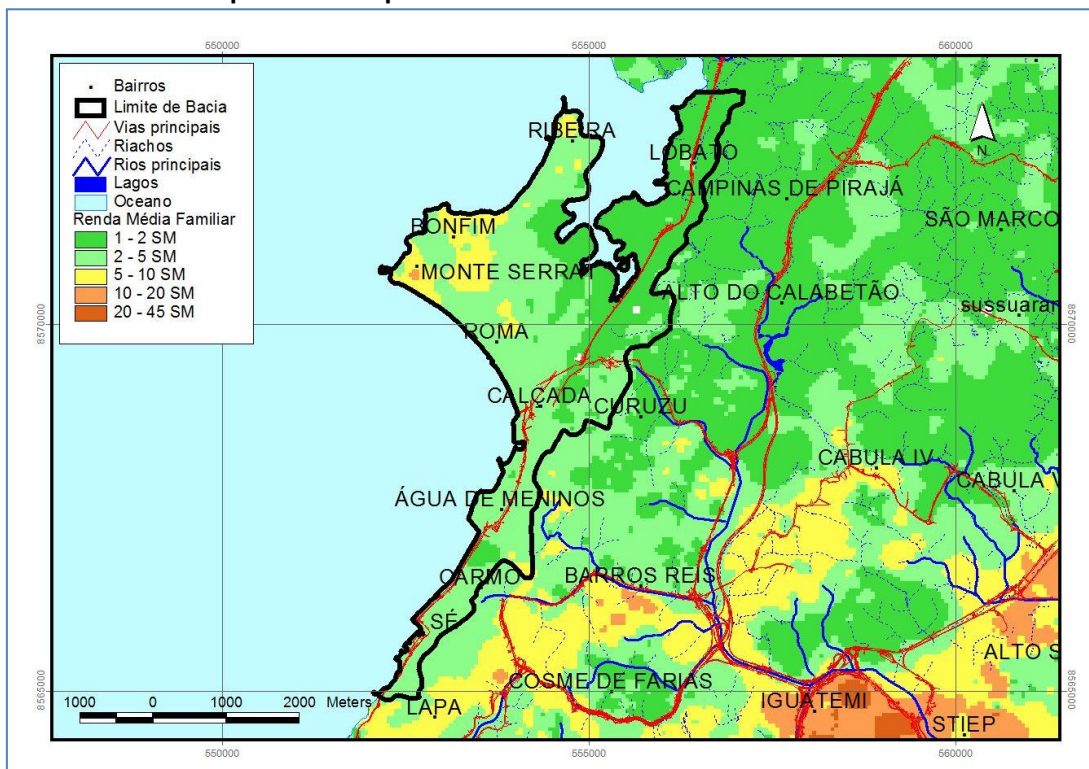 550000 555000 560000
Bairros
Limite de Bacia
Vias principais
Riachos
Rios principais
Lagos
Oceano
Renda Média Familiar
1 - 2 SM
2 - 5 SM
5 - 10 SM
10 - 20 SM
20 - 45 SM
N
RIBEIRA
LOBATO
CAMPINAS DE PIRAJÁ
SÃO MARCO
BONFIM
MONTE SERRAT
ALTO DO CALABETÃO
sussuaran
8570000 8570000
ROMA
CALÇADA
CURUZU
CABULA IV
CABULA V
ÁGUA DE MENINOS
CARMO
BARROS REIS
SÉ
ALTO S
COSME DE FARIAS
IGUATEMI
8565000 8565000
LAPA
STIEP
1000 0 1000 2000 Meters
550000 555000 560000